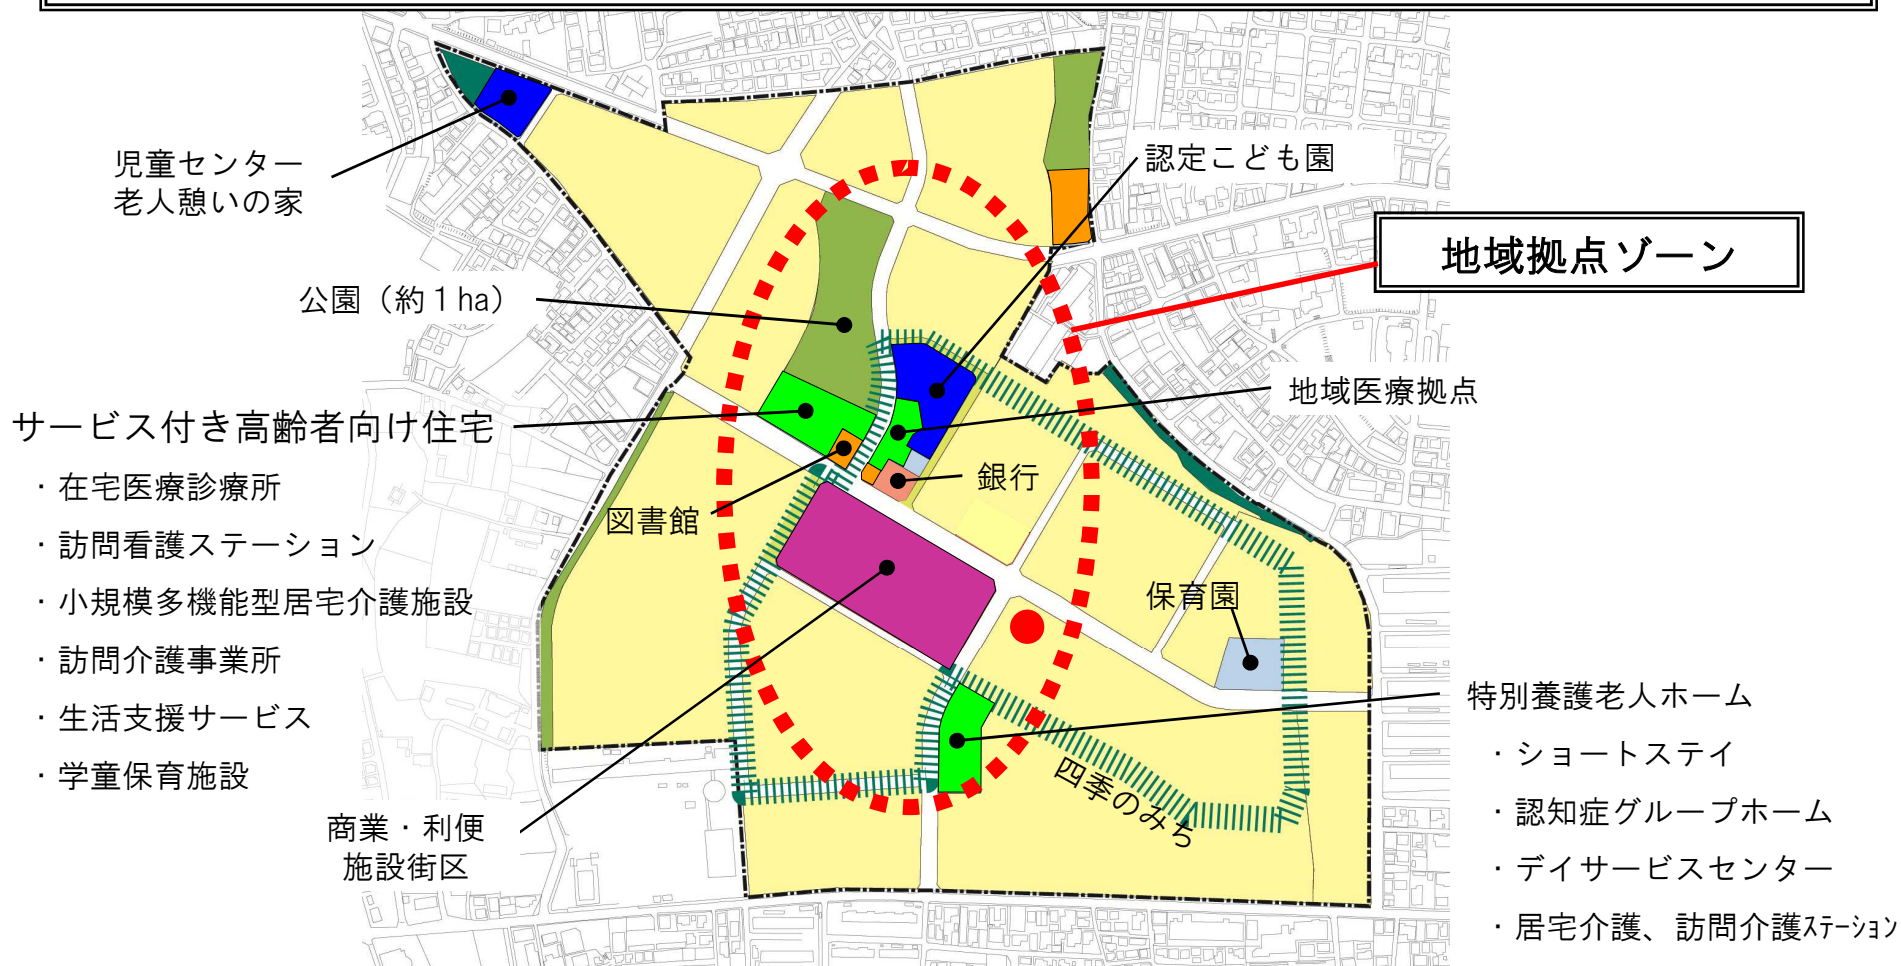 児童センター
老人憩いの家
認定こども園
地域拠点ゾーン
公園（約１ha）
地域医療拠点
サービス付き高齢者向け住宅
・在宅医療診療所
・訪問看護ステーション
・小規模多機能型居宅介護施設
・訪問介護事業所
・生活支援サービス
・学童保育施設
銀行
図書館
保育園
特別養護老人ホーム
・ショートステイ
・認知症グループホーム
・デイサービスセンター
・居宅介護、訪問介護ｽﾃｰｼｮﾝ
四季のみち
商業・利便
施設街区